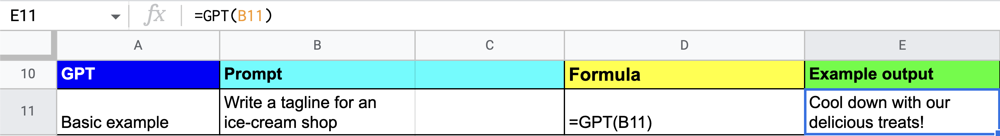 E11 fx =GPT(B11)
A B C D E
10 GPT Prompt Formula Example output
Write a tagline for an Cool down with our
11 Basic example ice-cream shop =GPT(B11) delicious treats!